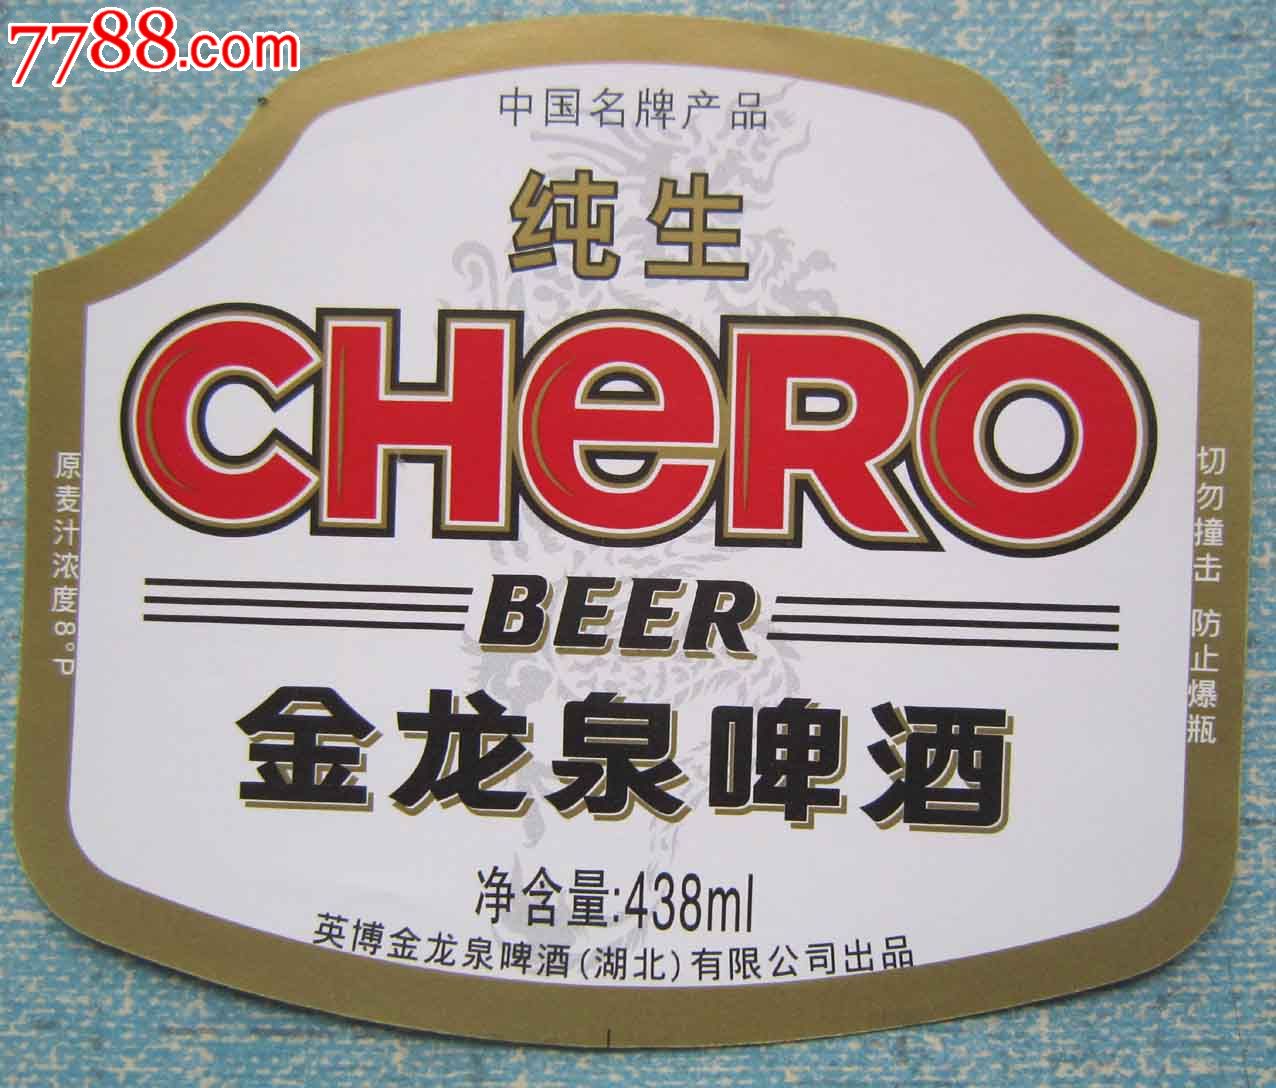 7788.com
中国名牌产品
纯生
CHeRO
BEER
金龙泉啤酒
净含量:438ml
英博金龙泉啤酒(湖北)有限公司出品
原麦汁浓度8°P
切勿撞击 防止爆瓶